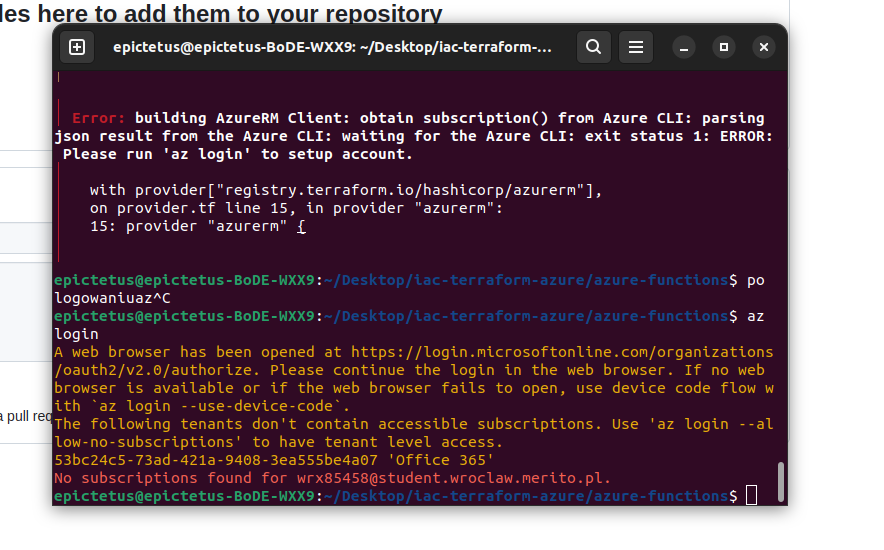 les here to add them to your repository
epictetus@epictetus-BoDE-WXX9: ~/Desktop/iac-terraform-...
Error: building AzureRM Client: obtain subscription() from Azure CLI: parsing
json result from the Azure CLI: waiting for the Azure CLI: exit status 1: ERROR:
Please run 'az login' to setup account.
with provider["registry.terraform.io/hashicorp/azurerm"],
on provider.tf line 15, in provider "azurerm":
15: provider "azurerm" {
epictetus@epictetus-BoDE-WXX9:~/Desktop/iac-terraform-azure/azure-functions$ po
logowaniuaz^C
epictetus@epictetus-BoDE-WXX9:~/Desktop/iac-terraform-azure/azure-functions$ az
login
A web browser has been opened at https://login.microsoftonline.com/organizations
/oauth2/v2.0/authorize. Please continue the login in the web browser. If no web
browser is available or if the web browser fails to open, use device code flow w
ith `az login --use-device-code`.
The following tenants don't contain accessible subscriptions. Use 'az login --al
low-no-subscriptions' to have tenant level access.
53bc24c5-73ad-421a-9408-3ea555be4a07 'Office 365'
No subscriptions found for wrx85458@student.wroclaw.merito.pl.
epictetus@epictetus-BoDE-WXX9:~/Desktop/iac-terraform-azure/azure-functions$
a pull req